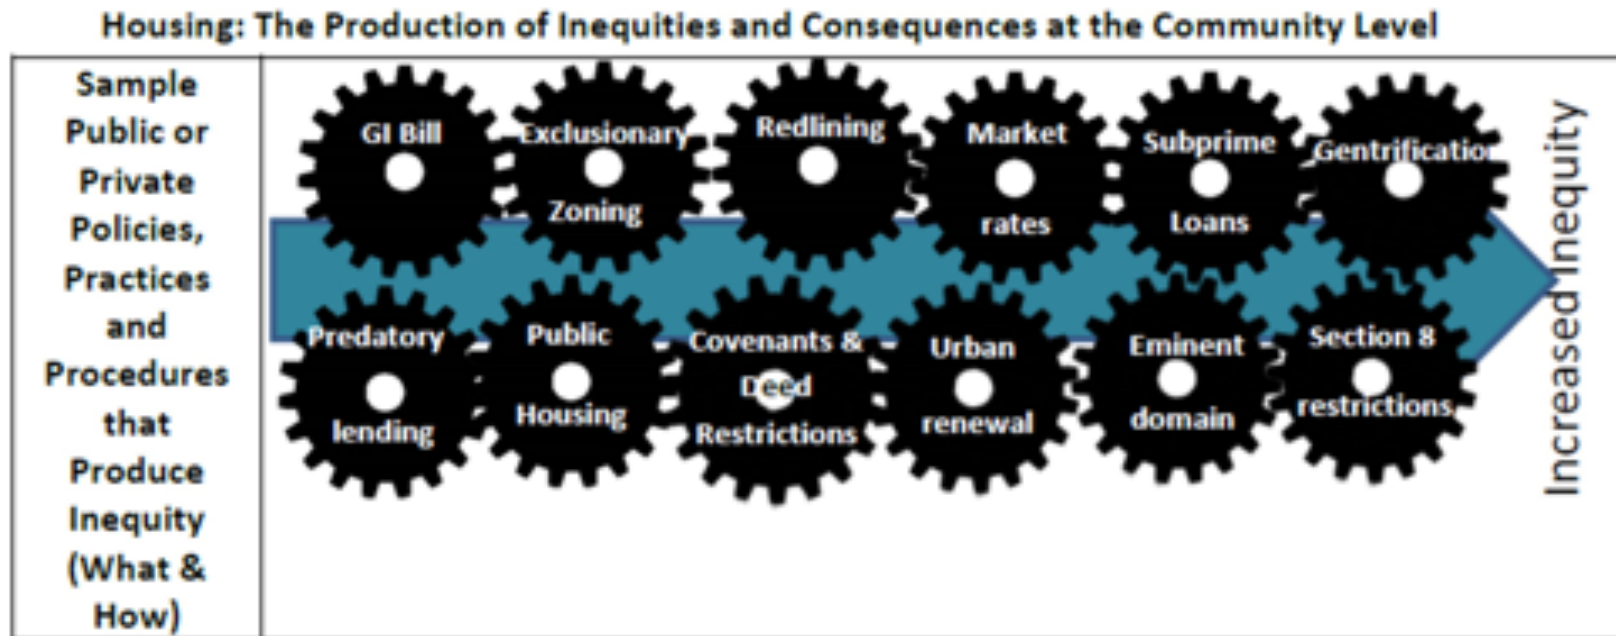 Housing: The Production of Inequities and Consequences at the Community Level
Sample
Public or
Private
Policies,
Practices
and
Procedures
that
Produce
Inequity
(What &
How)
GI Bill
Exclusionary
Zoning
Redlining
Market
rates
Subprime
Loans
Gentrificatio
Predatory
lending
Public
Housing
Covenants &
Deed
Restrictions
Urban
renewal
Eminent
domain
Section 8
restrictions
Increased Inequity